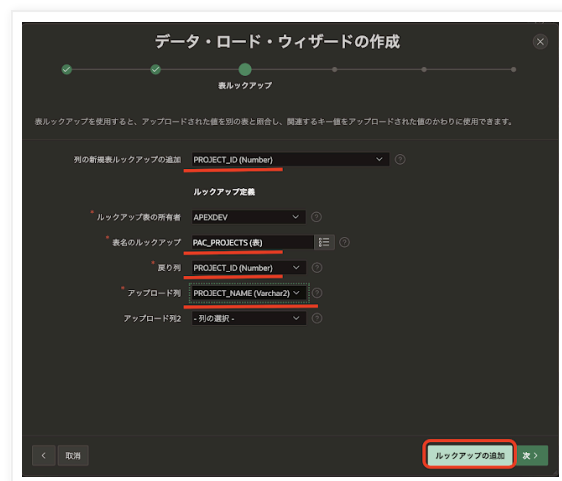 データ・ロード・ウィザードの作成
表ルックアップ
表ルックアップを使用すると、アップロードされた値を別の表と照合し、関連するキー値をアップロードされた値のかわりに使用できます。
列の新規表ルックアップの追加 PROJECT_ID (Number)
ルックアップ定義
* ルックアップ表の所有者 APEXDEV
* 表名のルックアップ PAC_PROJECTS (表)
* 戻り列 PROJECT_ID (Number)
* アップロード列 PROJECT_NAME (Varchar2)
アップロード列2 - 列の選択 -
取消 ルックアップの追加 次